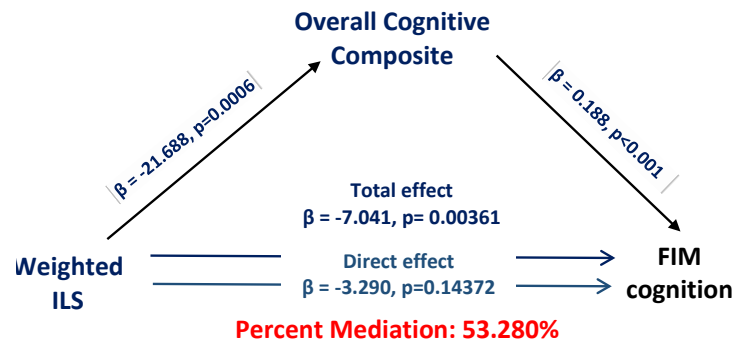 Overall Cognitive
Composite
β = -21.688, p=0.0006
β = 0.188, p<0.001
Total effect
β = -7.041, p= 0.00361
Weighted
ILS
Direct effect
β = -3.290, p=0.14372
FIM
cognition
Percent Mediation: 53.280%